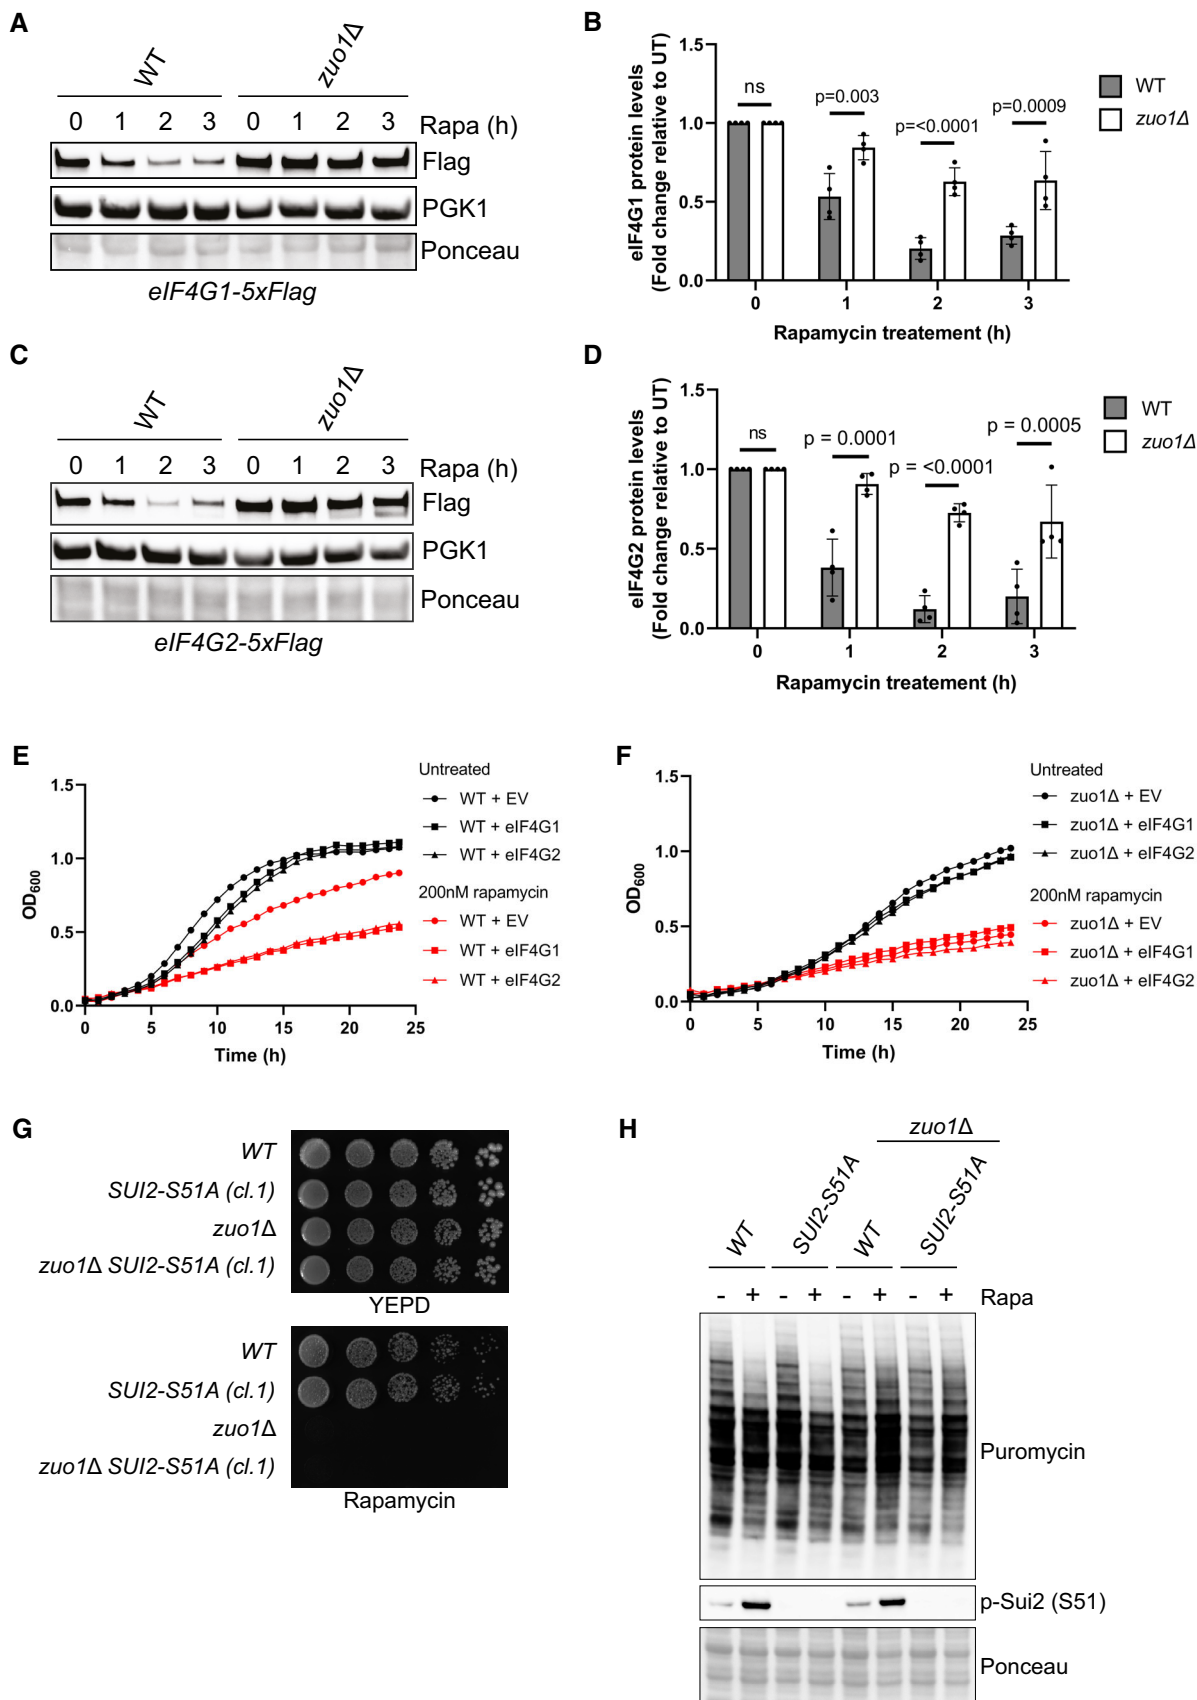 A
WT
zuo1Δ
0 1 2 3 0 1 2 3 Rapa (h)
Flag
PGK1
Ponceau
eIF4G1-5xFlag
B
eIF4G1 protein levels
(Fold change relative to UT)
1.5
1.0
0.5
0.0
ns
p=0.003
p=<0.0001
p=0.0009
0 1 2 3
Rapamycin treatement (h)
WT
zuo1Δ
C
WT
zuo1Δ
0 1 2 3 0 1 2 3 Rapa (h)
Flag
PGK1
Ponceau
eIF4G2-5xFlag
D
eIF4G2 protein levels
(Fold change relative to UT)
1.5
1.0
0.5
0.0
ns
p = 0.0001
p = <0.0001
p = 0.0005
0 1 2 3
Rapamycin treatement (h)
WT
zuo1Δ
E
OD600
1.5
1.0
0.5
0.0
0 5 10 15 20 25
Time (h)
Untreated
WT + EV
WT + eIF4G1
WT + eIF4G2
200nM rapamycin
WT + EV
WT + eIF4G1
WT + eIF4G2
F
OD600
1.5
1.0
0.5
0.0
0 5 10 15 20 25
Time (h)
Untreated
zuo1Δ + EV
zuo1Δ + eIF4G1
zuo1Δ + eIF4G2
200nM rapamycin
zuo1Δ + EV
zuo1Δ + eIF4G1
zuo1Δ + eIF4G2
G
WT
SUI2-S51A (cl.1)
zuo1Δ
zuo1Δ SUI2-S51A (cl.1)
YEPD
WT
SUI2-S51A (cl.1)
zuo1Δ
zuo1Δ SUI2-S51A (cl.1)
Rapamycin
H
zuo1Δ
WT
SUI2-S51A
WT
SUI2-S51A
- + - + - + - + Rapa
Puromycin
p-Sui2 (S51)
Ponceau